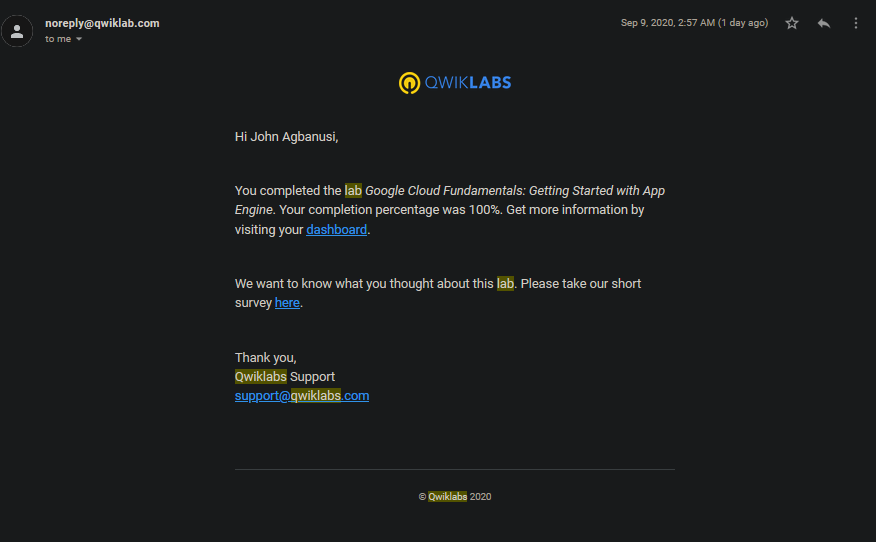 noreply@qwiklab.com
Sep 9, 2020, 2:57 AM (1 day ago)
to me
QWIKLABS
Hi John Agbanusi,
You completed the lab Google Cloud Fundamentals: Getting Started with App
Engine. Your completion percentage was 100%. Get more information by
visiting your dashboard.
We want to know what you thought about this lab. Please take our short
survey here.
Thank you,
Qwiklabs Support
support@qwiklabs.com
© Qwiklabs 2020